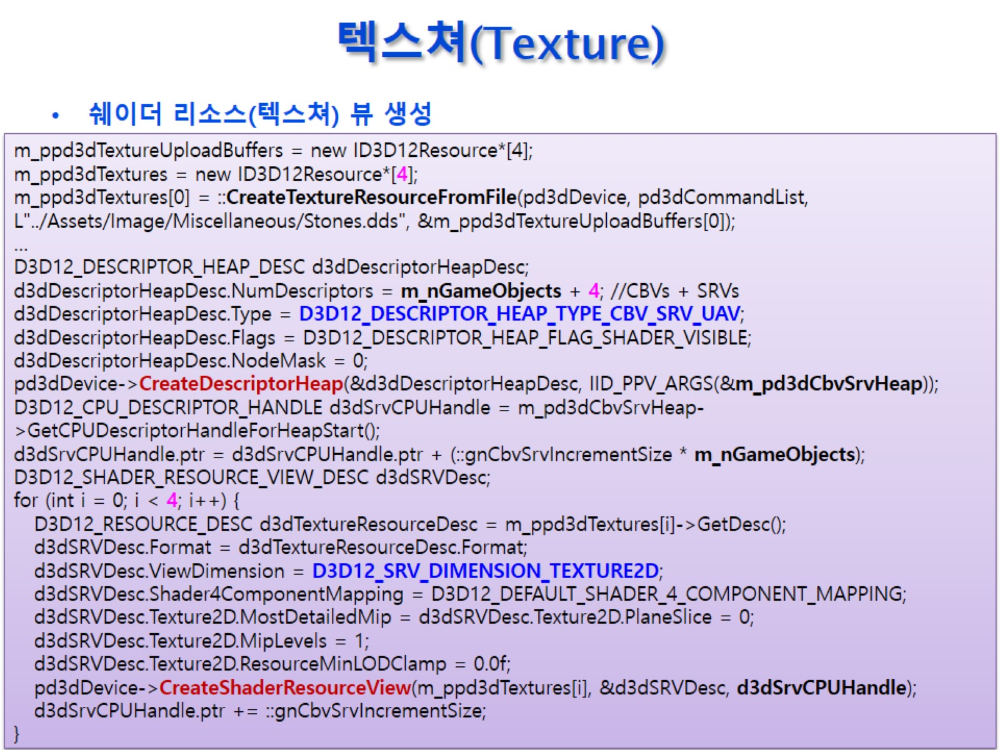 텍스쳐(Texture)
• 쉐이더 리소스(텍스쳐) 뷰 생성
m_ppd3dTextureUploadBuffers = new ID3D12Resource*[4];
m_ppd3dTextures = new ID3D12Resource*[4];
m_ppd3dTextures[0] = ::CreateTextureResourceFromFile(pd3dDevice, pd3dCommandList,
L"../Assets/Image/Miscellaneous/Stones.dds", &m_ppd3dTextureUploadBuffers[0]);
...
D3D12_DESCRIPTOR_HEAP_DESC d3dDescriptorHeapDesc;
d3dDescriptorHeapDesc.NumDescriptors = m_nGameObjects + 4; //CBVs + SRVs
d3dDescriptorHeapDesc.Type = D3D12_DESCRIPTOR_HEAP_TYPE_CBV_SRV_UAV;
d3dDescriptorHeapDesc.Flags = D3D12_DESCRIPTOR_HEAP_FLAG_SHADER_VISIBLE;
d3dDescriptorHeapDesc.NodeMask = 0;
pd3dDevice->CreateDescriptorHeap(&d3dDescriptorHeapDesc, IID_PPV_ARGS(&m_pd3dCbvSrvHeap));
D3D12_CPU_DESCRIPTOR_HANDLE d3dSrvCPUHandle = m_pd3dCbvSrvHeap-
>GetCPUDescriptorHandleForHeapStart();
d3dSrvCPUHandle.ptr = d3dSrvCPUHandle.ptr + (::gnCbvSrvIncrementSize * m_nGameObjects);
D3D12_SHADER_RESOURCE_VIEW_DESC d3dSRVDesc;
for (int i = 0; i < 4; i++) {
D3D12_RESOURCE_DESC d3dTextureResourceDesc = m_ppd3dTextures[i]->GetDesc();
d3dSRVDesc.Format = d3dTextureResourceDesc.Format;
d3dSRVDesc.ViewDimension = D3D12_SRV_DIMENSION_TEXTURE2D;
d3dSRVDesc.Shader4ComponentMapping = D3D12_DEFAULT_SHADER_4_COMPONENT_MAPPING;
d3dSRVDesc.Texture2D.MostDetailedMip = d3dSRVDesc.Texture2D.PlaneSlice = 0;
d3dSRVDesc.Texture2D.MipLevels = 1;
d3dSRVDesc.Texture2D.ResourceMinLODClamp = 0.0f;
pd3dDevice->CreateShaderResourceView(m_ppd3dTextures[i], &d3dSRVDesc, d3dSrvCPUHandle);
d3dSrvCPUHandle.ptr += ::gnCbvSrvIncrementSize;
}